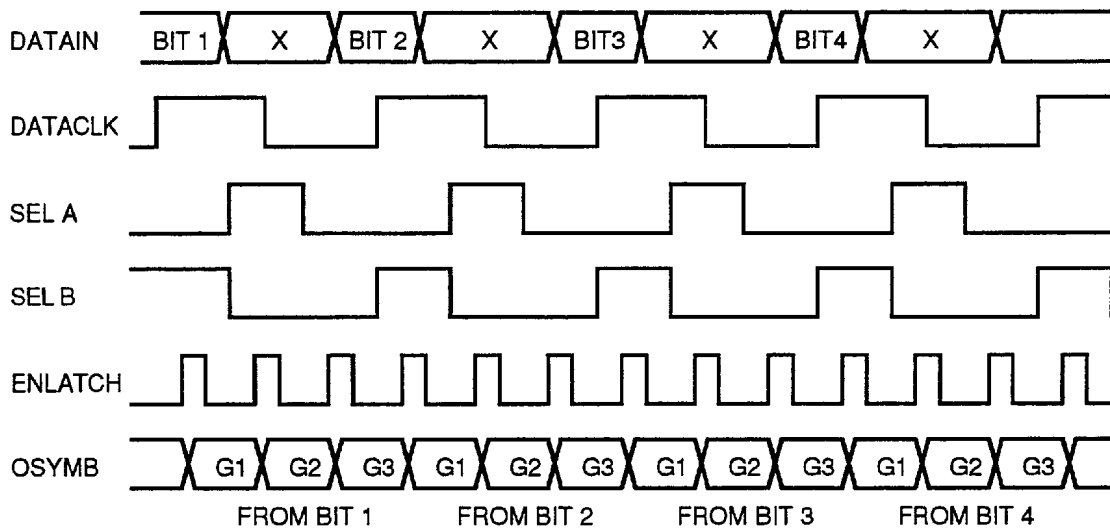 DATAIN BIT 1 X BIT 2 X BIT3 X BIT4 X
DATACLK
SEL A
SEL B
ENLATCH
OSYMB G1 G2 G3 G1 G2 G3 G1 G2 G3 G1 G2 G3
FROM BIT 1 FROM BIT 2 FROM BIT 3 FROM BIT 4